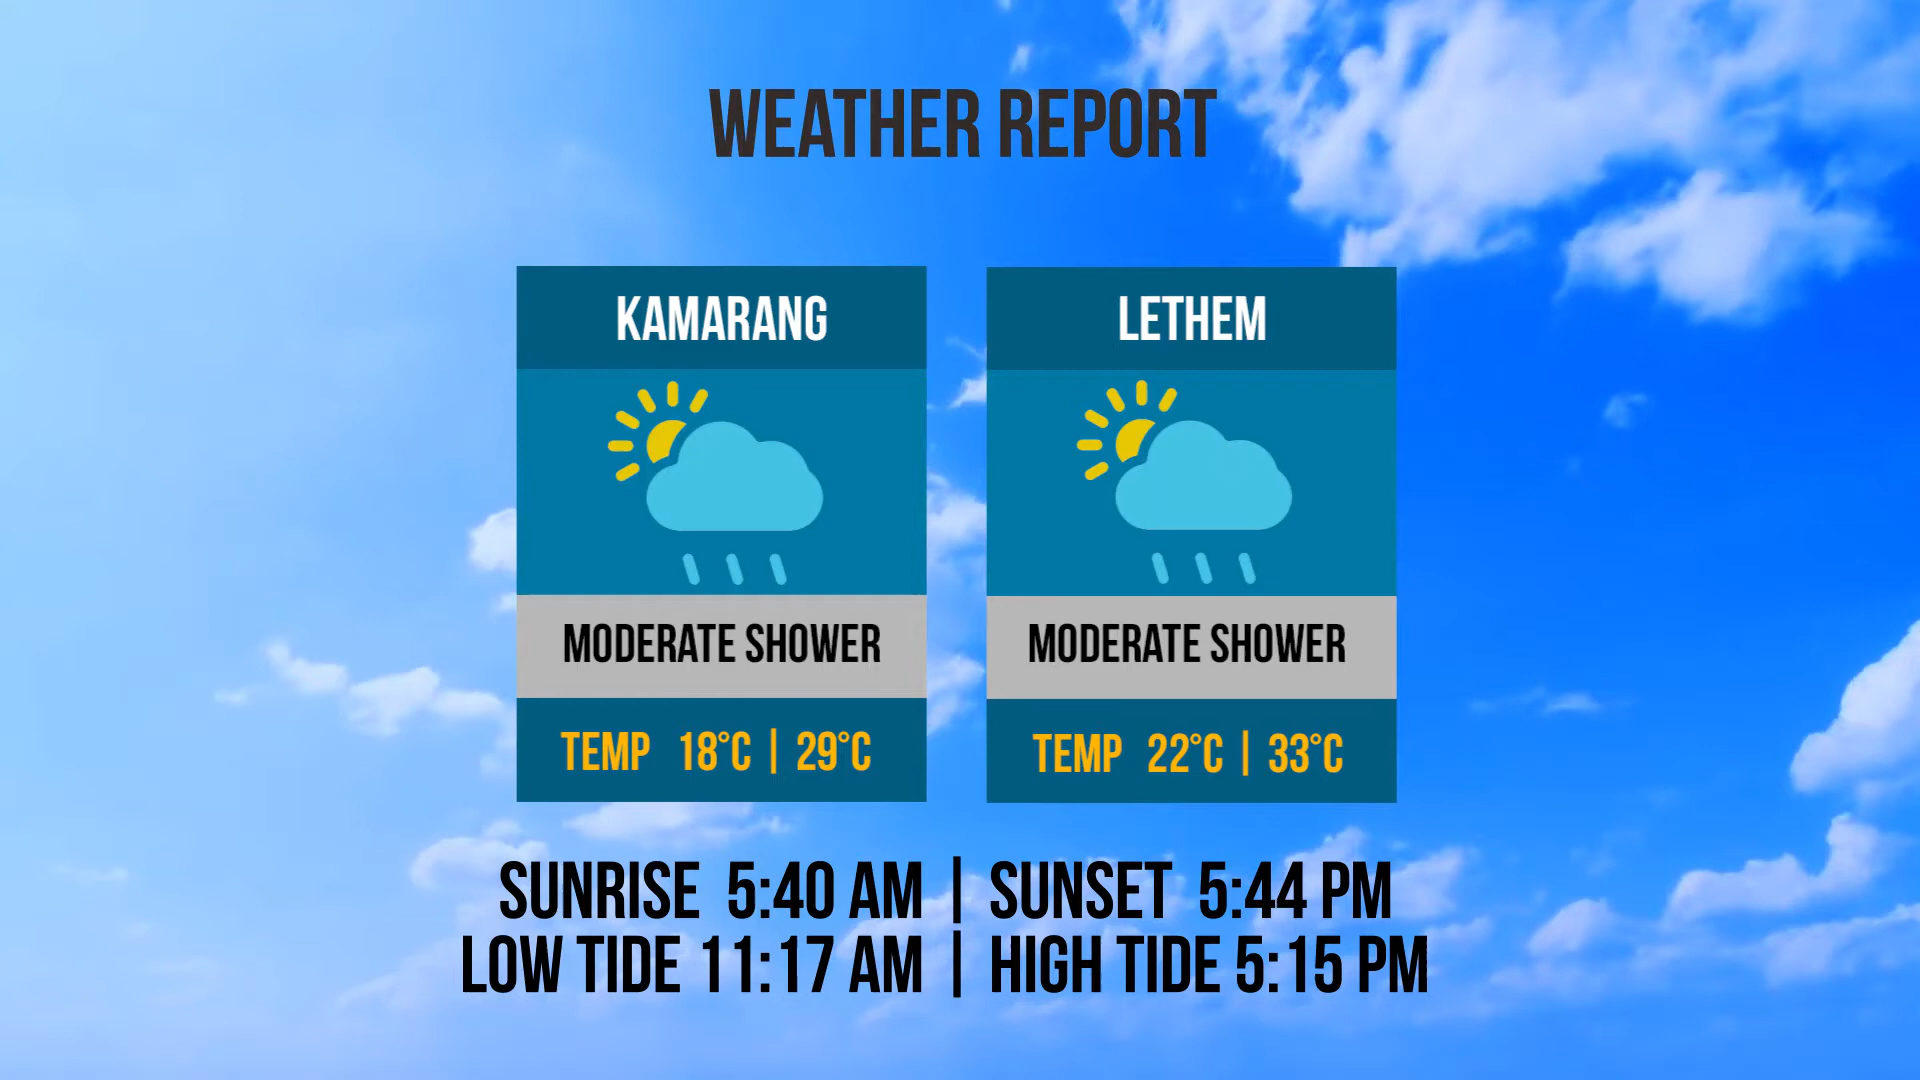 WEATHER REPORT
KAMARANG
MODERATE SHOWER
TEMP 18°C | 29°C
LETHEM
MODERATE SHOWER
TEMP 22°C | 33°C
SUNRISE 5:40 AM | SUNSET 5:44 PM
LOW TIDE 11:17 AM | HIGH TIDE 5:15 PM